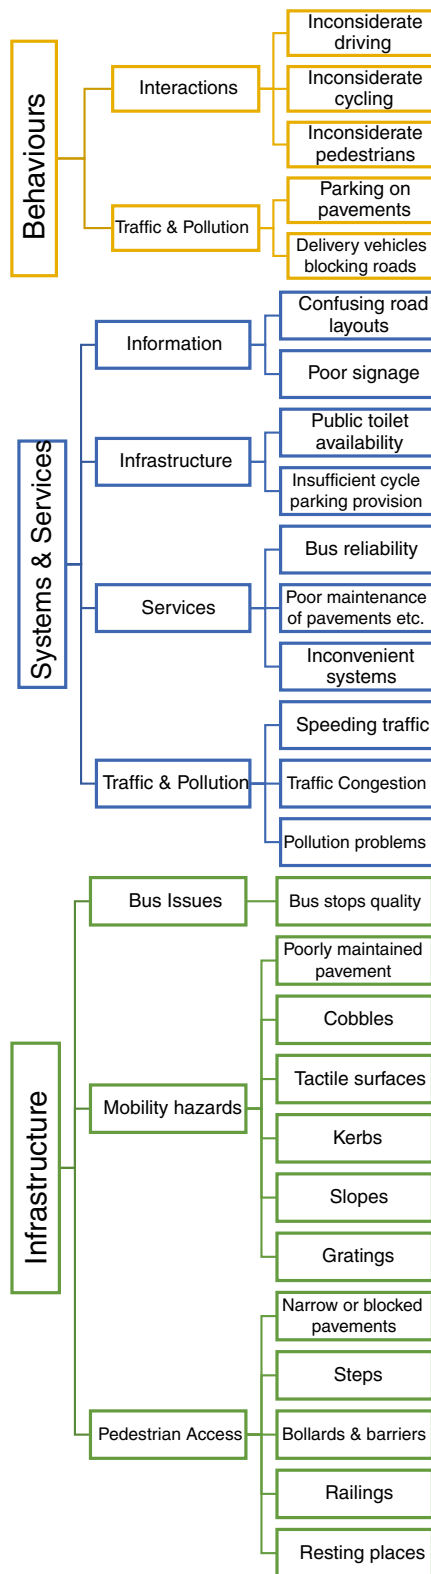 Behaviours
Interactions
Inconsiderate
driving
Inconsiderate
cycling
Inconsiderate
pedestrians
Traffic & Pollution
Parking on
pavements
Delivery vehicles
blocking roads
Systems & Services
Information
Confusing road
layouts
Poor signage
Infrastructure
Public toilet
availability
Insufficient cycle
parking provision
Services
Bus reliability
Poor maintenance
of pavements etc.
Inconvenient
systems
Traffic & Pollution
Speeding traffic
Traffic Congestion
Pollution problems
Infrastructure
Bus Issues
Bus stops quality
Mobility hazards
Poorly maintained
pavement
Cobbles
Tactile surfaces
Kerbs
Slopes
Gratings
Pedestrian Access
Narrow or blocked
pavements
Steps
Bollards & barriers
Railings
Resting places